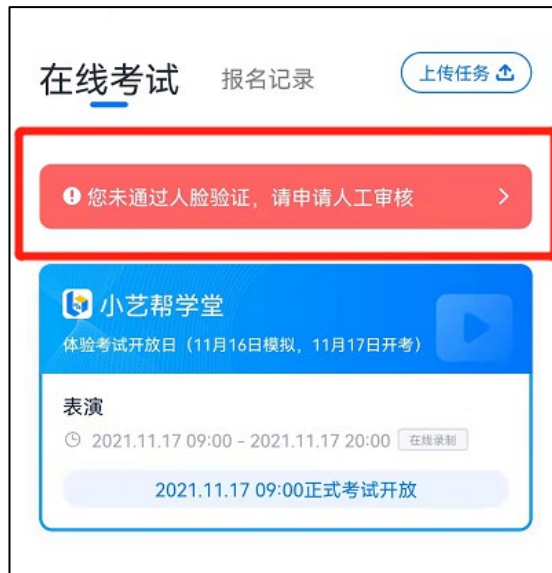 在线考试 报名记录 上传任务
您未通过人脸验证，请申请人工审核
小艺帮学堂
体验考试开放日（11月16日模拟，11月17日开考）
表演
2021.11.17 09:00 - 2021.11.17 20:00 在线录制
2021.11.17 09:00正式考试开放